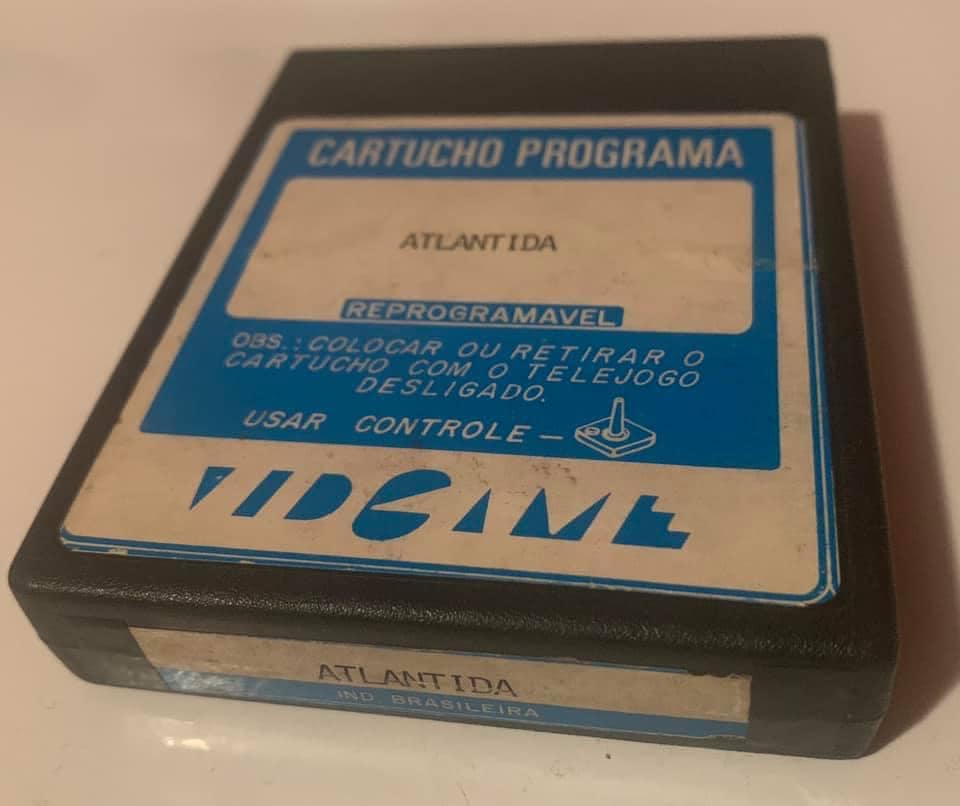 CARTUCHO PROGRAMA
ATLANTIDA
REPROGRAMAVEL
OBS.: COLOCAR OU RETIRAR O
CARTUCHO COM O TELEJOGO
DESLIGADO.
USAR CONTROLE –
VIDGAME
ATLANTIDA
IND. BRASILEIRA